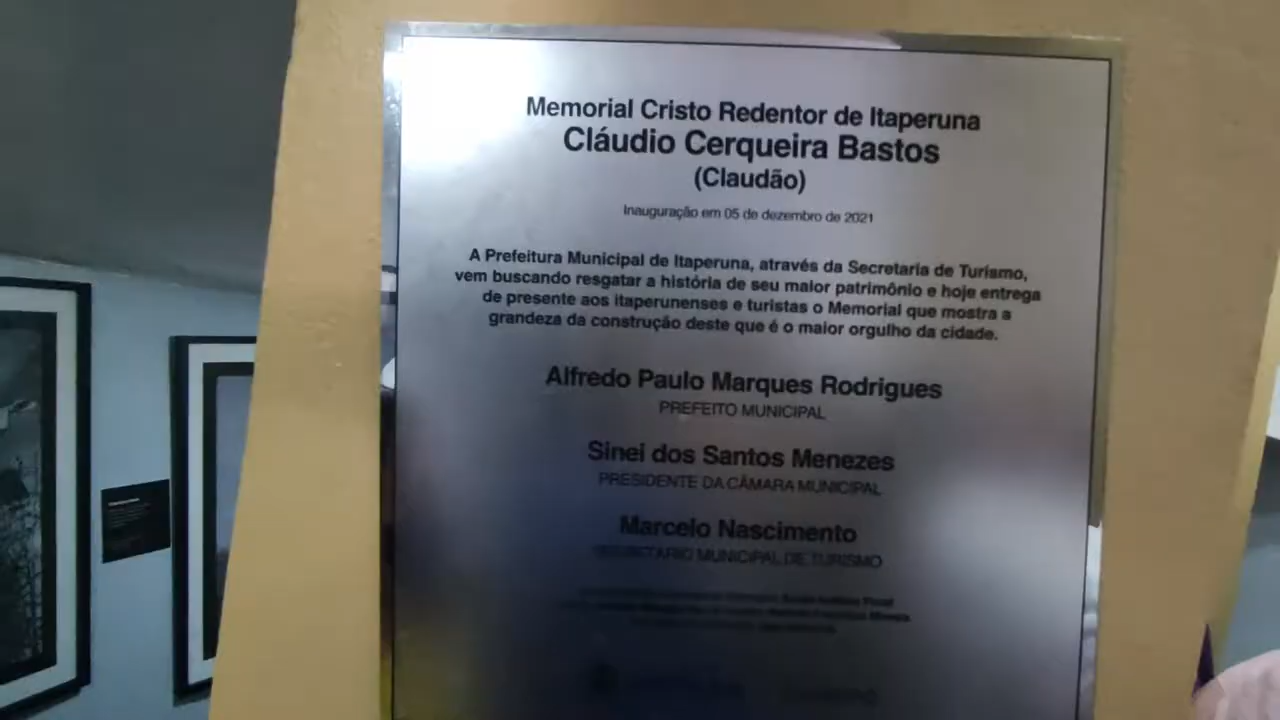 Memorial Cristo Redentor de Itaperuna
Cláudio Cerqueira Bastos
(Claudão)
Inauguração em 05 de dezembro de 2021
A Prefeitura Municipal de Itaperuna, através da Secretaria de Turismo,
vem buscando resgatar a história de seu maior patrimônio e hoje entrega
de presente aos itaperunenses e turistas o Memorial que mostra a
grandeza da construção deste que é o maior orgulho da cidade.
Alfredo Paulo Marques Rodrigues
PREFEITO MUNICIPAL
Sinei dos Santos Menezes
PRESIDENTE DA CÂMARA MUNICIPAL
Marcelo Nascimento
SECRETÁRIO MUNICIPAL DE TURISMO